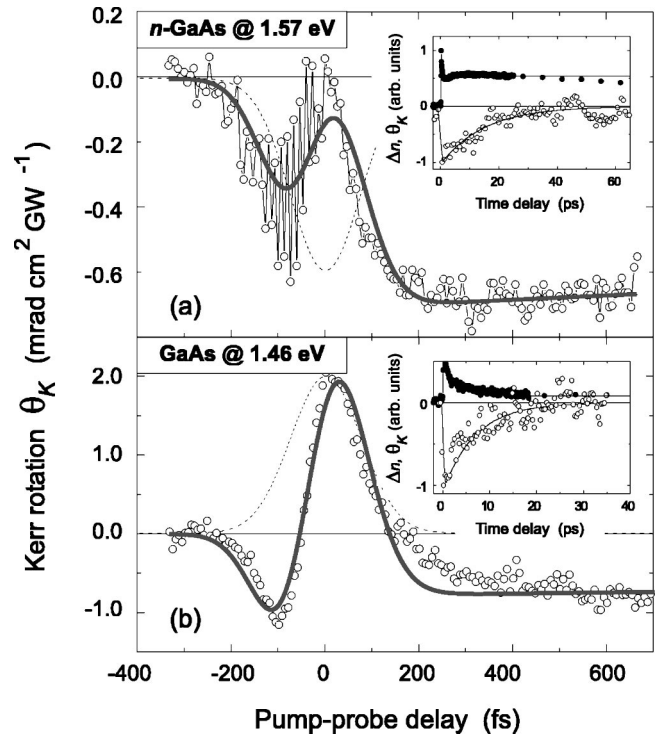 n-GaAs @ 1.57 eV
0.2
0.0
-0.2
-0.4
-0.6
(a)
1
0
-1
0 20 40 60
Δn, θK (arb. units)
Time delay (ps)
GaAs @ 1.46 eV
2.0
1.0
0.0
-1.0
(b)
0
-1
0 10 20 30 40
Δn, θK (arb. units)
Time delay (ps)
Kerr rotation θK (mrad cm² GW⁻¹)
-400 -200 0 200 400 600
Pump-probe delay (fs)